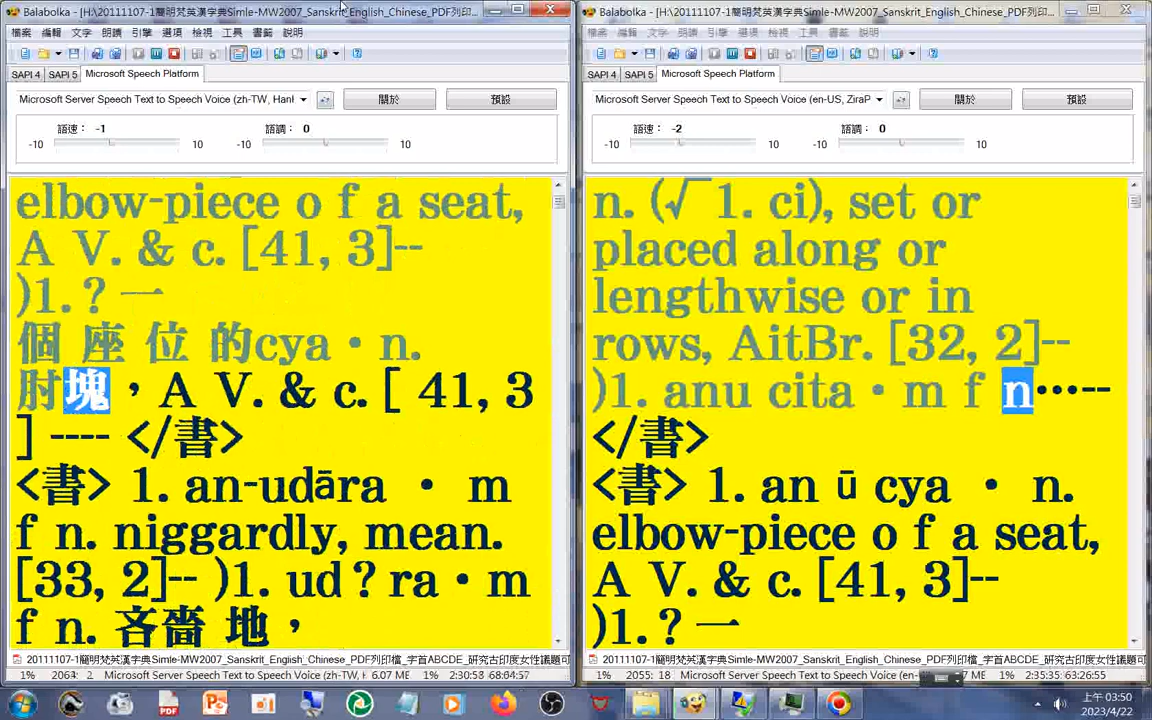 Balabolka - [H:\20111107-1簡明梵英漢字典Simle-MW2007_Sanskrit_English_Chinese_PDF列印...
檔案 編輯 文字 朗讀 引擎 選項 檢視 工具 書籤 說明
SAPI 4 SAPI 5 Microsoft Speech Platform
Microsoft Server Speech Text to Speech Voice (zh-TW, HanI
關於 預設
語速： -1 語調： 0
-10 10 -10 10
elbow-piece o f a seat,
A V. & c. [41, 3]--
)1. ? 一
個 座 位 的cya・n.
肘塊，A V. & c. [ 41, 3
] ---- </書>
<書> 1. an-udāra ・ m
f n. niggardly, mean.
[33, 2]-- )1. ud？ra・m
f n. 吝嗇 地，
20111107-1簡明梵英漢字典Simle-MW2007_Sanskrit_English_Chinese_PDF列印檔_字首ABCDE_研究古印度女性議題可
1% 2064: 2 Microsoft Server Speech Text to Speech Voice (zh-TW, H 6.07 MB 1% 2:30:53-68:04:57
Balabolka - [H:\20111107-1簡明梵英漢字典Simle-MW2007_Sanskrit_English_Chinese_PDF列印...
檔案 編輯 文字 朗讀 引擎 選項 檢視 工具 書籤 說明
SAPI 4 SAPI 5 Microsoft Speech Platform
Microsoft Server Speech Text to Speech Voice (en-US, ZiraP
關於 預設
語速： -2 語調： 0
-10 10 -10 10
n. (√ 1. ci), set or
placed along or
lengthwise or in
rows, AitBr. [32, 2]--
)1. anu cita・m f n…--
</書>
<書> 1. an ū cya ・ n.
elbow-piece o f a seat,
A V. & c. [41, 3]--
)1. ? 一
20111107-1簡明梵英漢字典Simle-MW2007_Sanskrit_English_Chinese_PDF列印檔_字首ABCDE_研究古印度女性議題可
1% 2055: 18 Microsoft Server Speech Text to Speech Voice (en-US, Z 1% 2:35:35-63:26:55
上午 03:50
2023/4/22